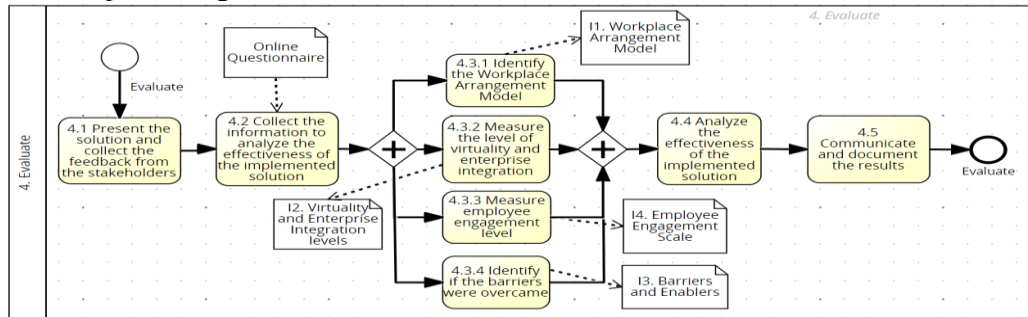 4. Evaluate
4. Evaluate
Evaluate
4.1 Present the
solution and
collect the
feedback from
the stakeholders
Online
Questionnaire
4.2 Collect the
information to
analyze the
effectiveness of
the implemented
solution
I1. Workplace
Arrangement
Model
4.3.1 Identify
the Workplace
Arrangement
Model
4.3.2 Measure
the level of
virtuality and
enterprise
integration
I2. Virtuality
and Enterprise
Integration
levels
4.3.3 Measure
employee
engagement
level
I4. Employee
Engagement
Scale
4.3.4 Identify
if the barriers
were overcame
I3. Barriers
and Enablers
4.4 Analyze
the
effectiveness
of the
implemented
solution
4.5
Communicate
and document
the results
Evaluate